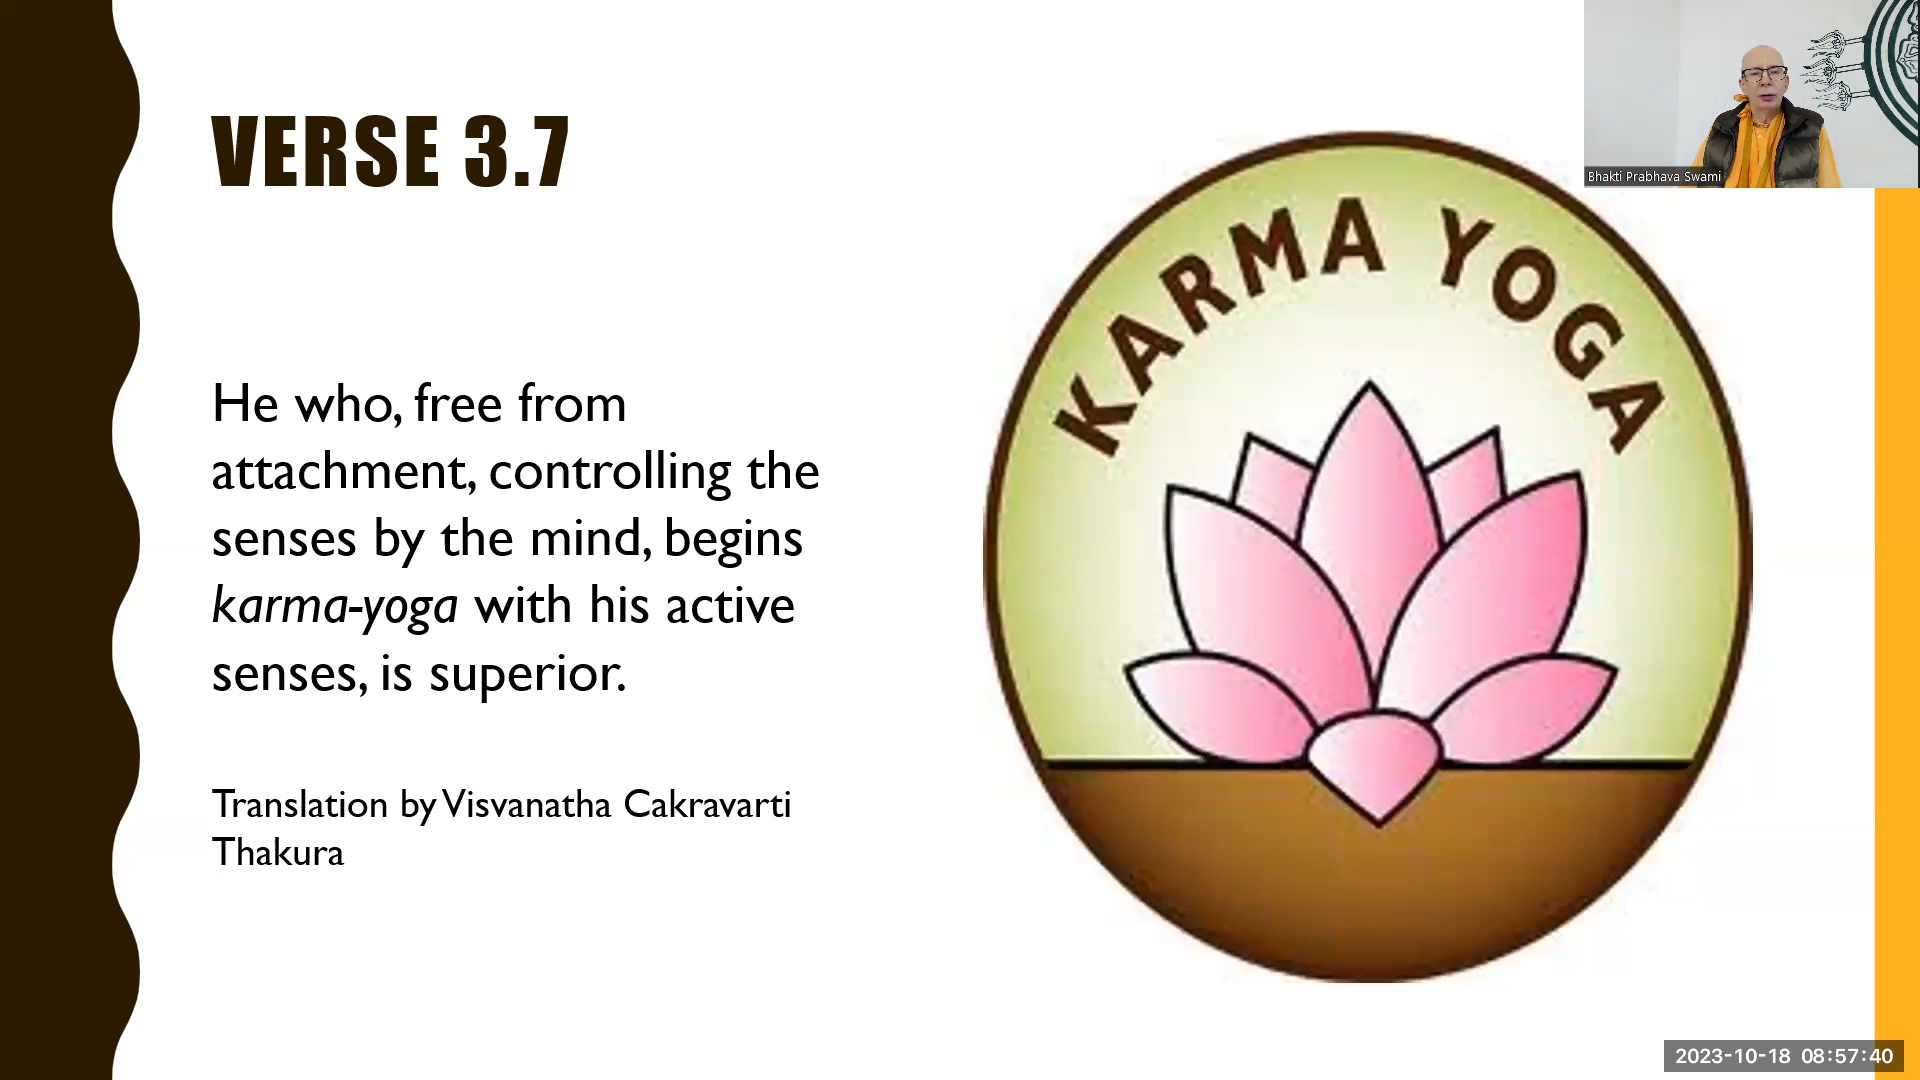 VERSE 3.7
He who, free from
attachment, controlling the
senses by the mind, begins
karma-yoga with his active
senses, is superior.
Translation by Visvanatha Cakravarti
Thakura
KARMA YOGA
Bhakti Prabhava Swami
2023-10-18 08:57:40